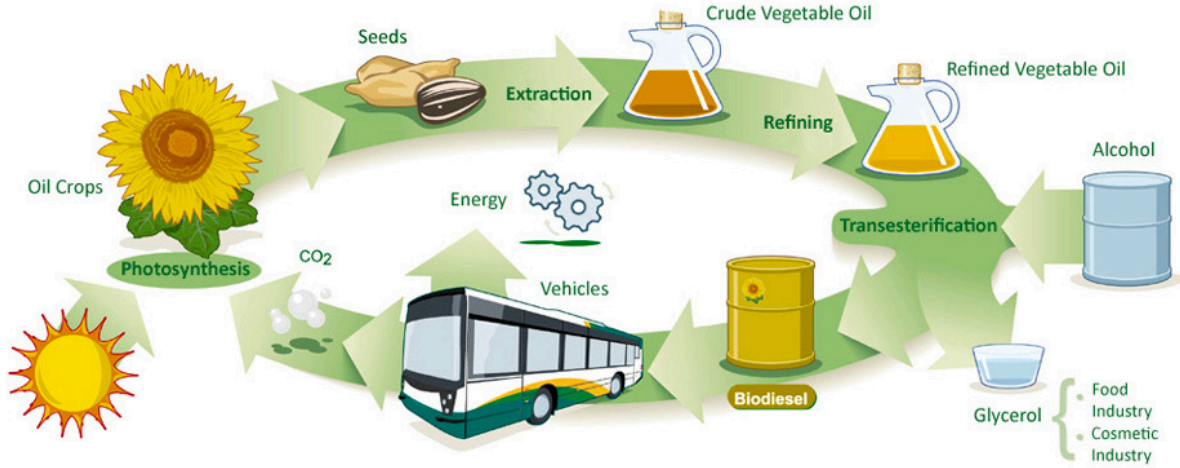 Crude Vegetable Oil
Seeds
Refined Vegetable Oil
Extraction
Refining
Alcohol
Oil Crops
Energy
Transesterification
Photosynthesis
CO2
Vehicles
Biodiesel
Glycerol
· Food
Industry
· Cosmetic
Industry